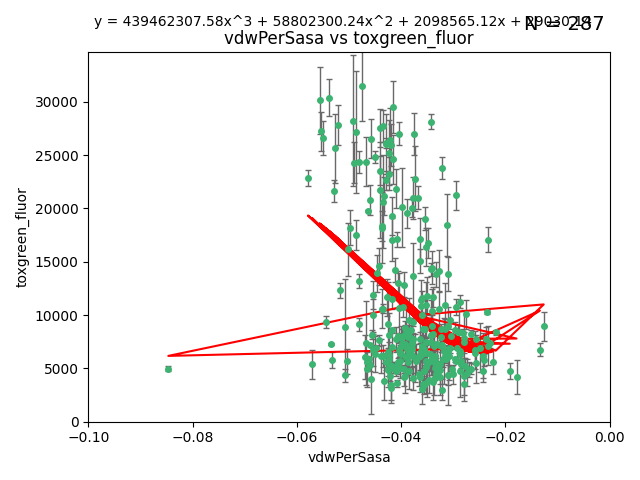 y = 439462307.58x^3 + 58802300.24x^2 + 2098565.12x +
N = 287
vdwPerSasa vs toxgreen_fluor
toxgreen_fluor
30000
25000
20000
15000
10000
5000
0
−0.10 −0.08 −0.06 −0.04 −0.02 0.00
vdwPerSasa